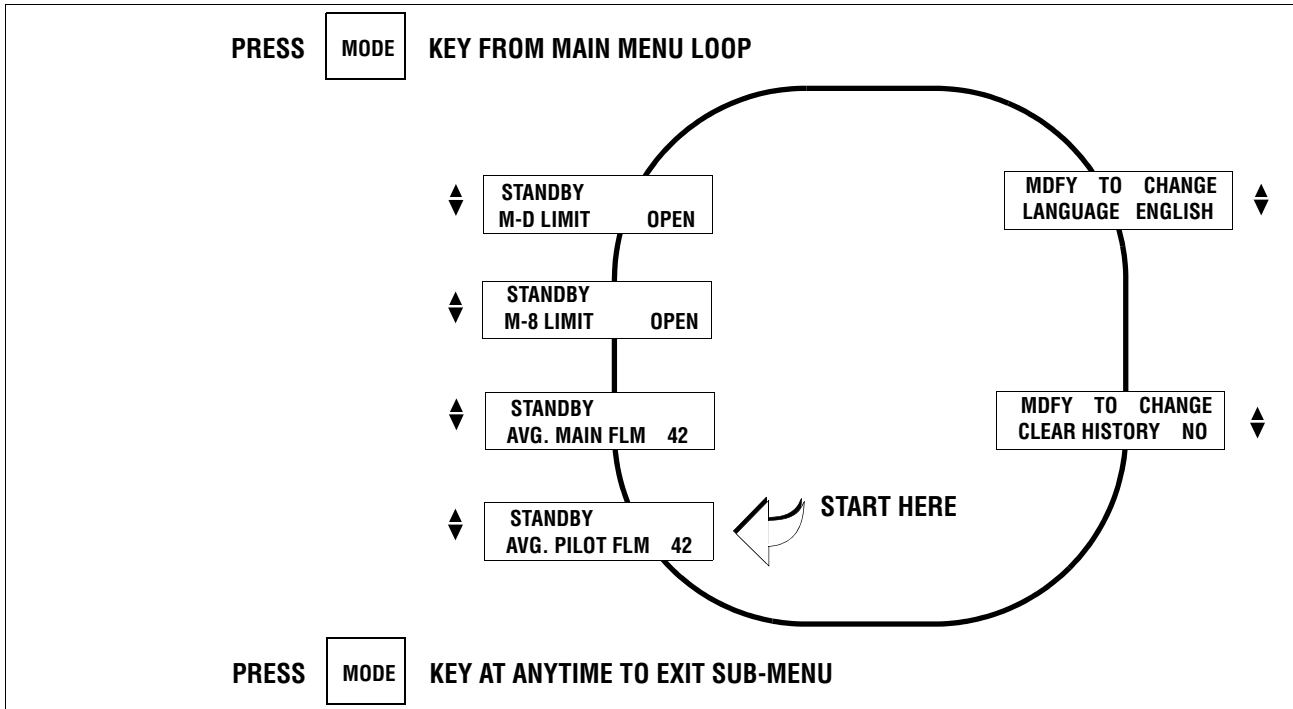 PRESS MODE KEY FROM MAIN MENU LOOP
STANDBY
M-D LIMIT OPEN
MDFY TO CHANGE
LANGUAGE ENGLISH
STANDBY
M-8 LIMIT OPEN
STANDBY
AVG. MAIN FLM 42
MDFY TO CHANGE
CLEAR HISTORY NO
STANDBY
AVG. PILOT FLM 42
START HERE
PRESS MODE KEY AT ANYTIME TO EXIT SUB-MENU